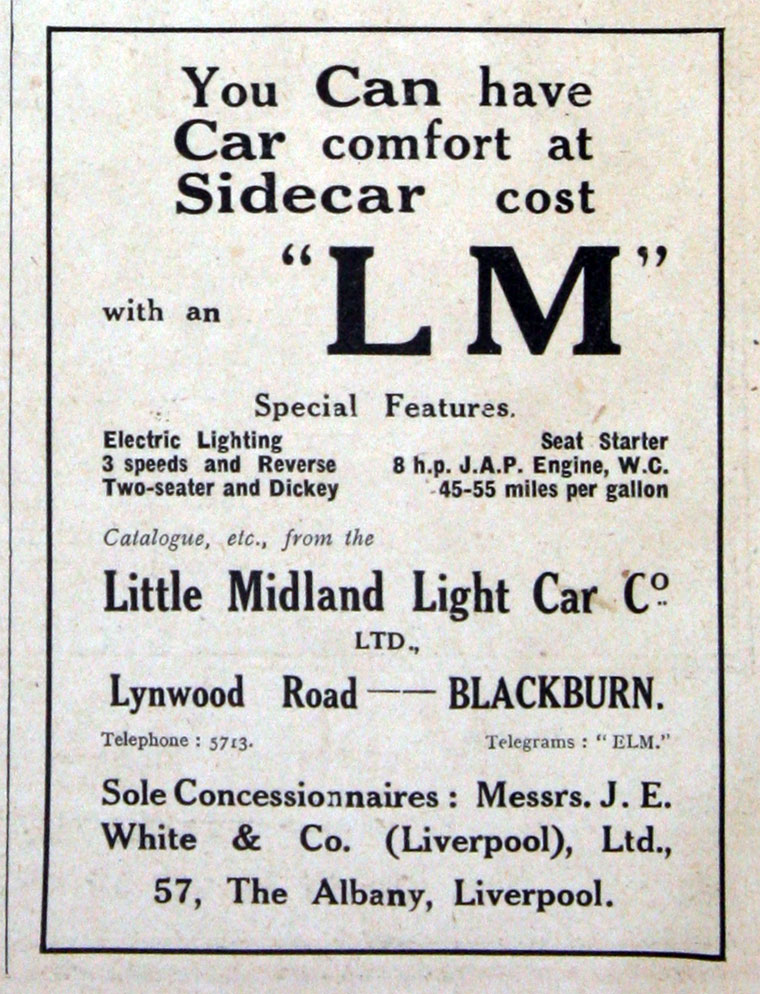 You Can have
Car comfort at
Sidecar cost
with an "LM"
Special Features.
Electric Lighting Seat Starter
3 speeds and Reverse 8 h.p. J.A.P. Engine, W.C.
Two-seater and Dickey 45-55 miles per gallon
Catalogue, etc., from the
Little Midland Light Car Co.
LTD.,
Lynwood Road —— BLACKBURN.
Telephone : 5713. Telegrams : "ELM."
Sole Concessionnaires : Messrs. J. E.
White & Co. (Liverpool), Ltd.,
57, The Albany, Liverpool.